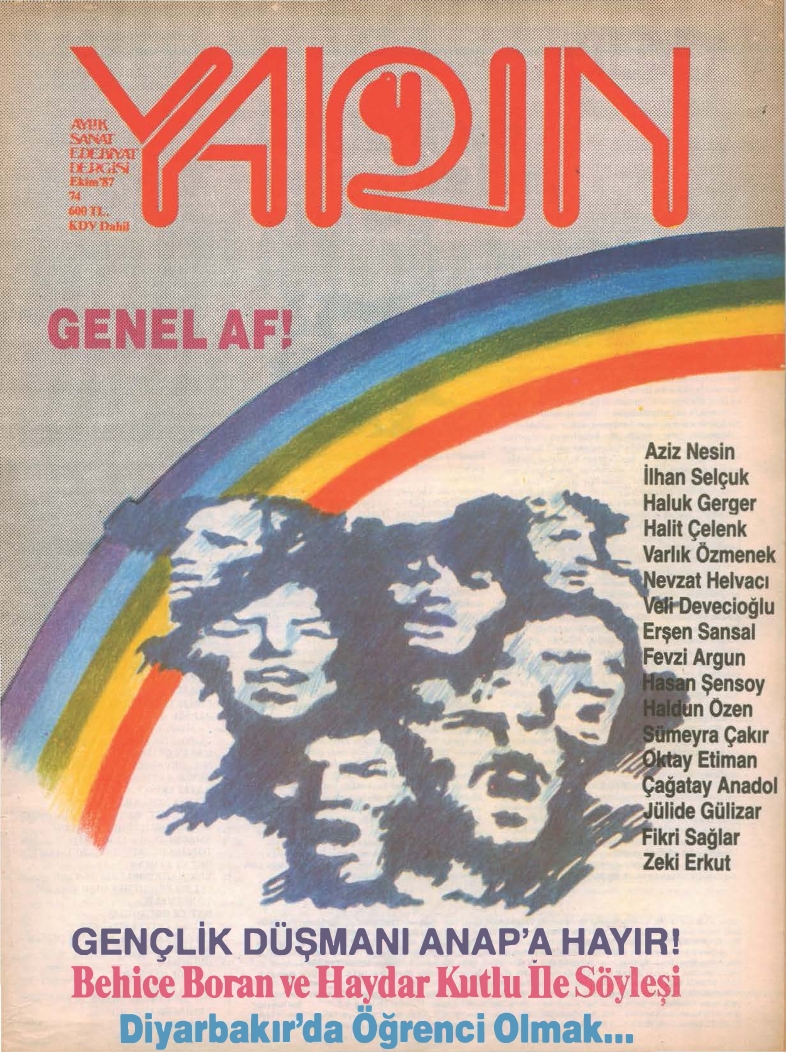 YARIN
AYLIK
SANAT
EDEBİYAT
DERGİSİ
Ekim'87
74
600 TL.
KDV Dahil
GENEL AF!
Aziz Nesin
İlhan Selçuk
Haluk Gerger
Halit Çelenk
Varlık Özmenek
Nevzat Helvacı
Veli Devecioğlu
Erşen Sansal
Fevzi Argun
Hasan Şensoy
Haldun Özen
Sümeyra Çakır
Oktay Etiman
Çağatay Anadol
Jülide Gülizar
Fikri Sağlar
Zeki Erkut
GENÇLİK DÜŞMANI ANAP'A HAYIR!
Behice Boran ve Haydar Kutlu İle Söyleşi
Diyarbakır'da Öğrenci Olmak...